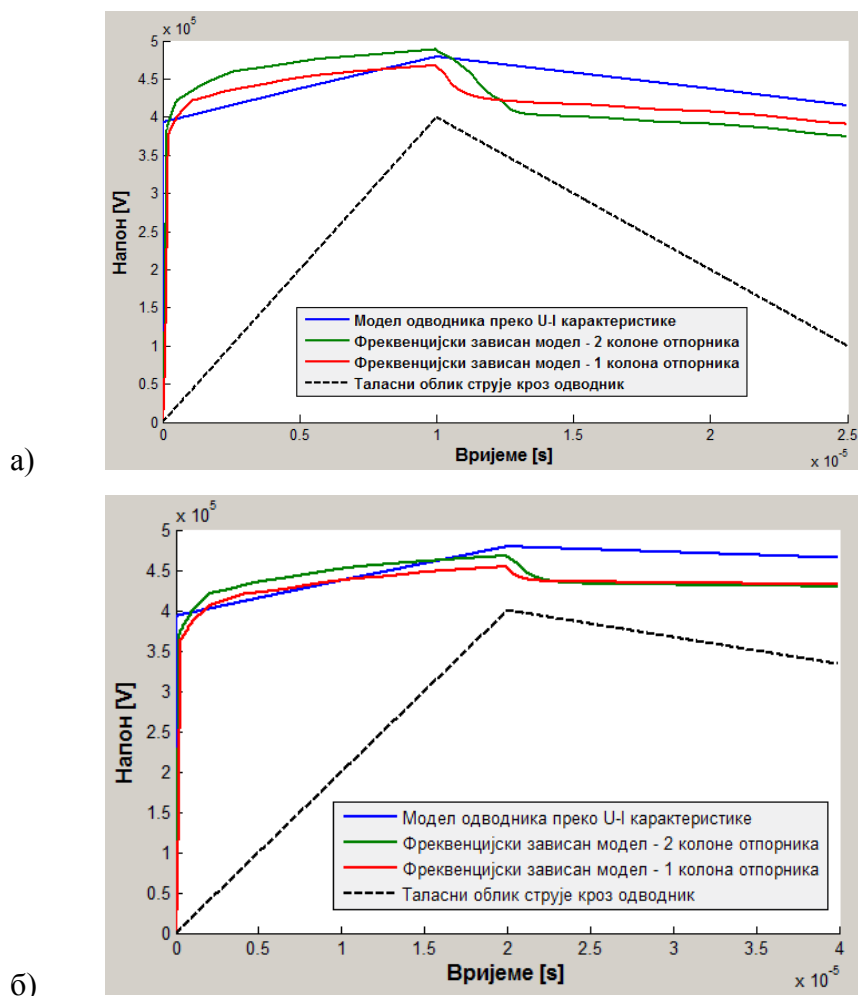 x 10⁵
5
4.5
4
3.5
3
2.5
2
1.5
1
0.5
0
Напон [V]
Модел одводника преко U-I карактеристике
Фреквенцијски зависан модел - 2 колоне отпорника
Фреквенцијски зависан модел - 1 колона отпорника
Таласни облик струје кроз одводник
0 0.5 1 1.5 2 2.5
Вријеме [s]
x 10⁻⁵
а)
x 10⁵
5
4.5
4
3.5
3
2.5
2
1.5
1
0.5
0
Напон [V]
Модел одводника преко U-I карактеристике
Фреквенцијски зависан модел - 2 колоне отпорника
Фреквенцијски зависан модел - 1 колона отпорника
Таласни облик струје кроз одводник
0 0.5 1 1.5 2 2.5 3 3.5 4
Вријеме [s]
x 10⁻⁵
б)